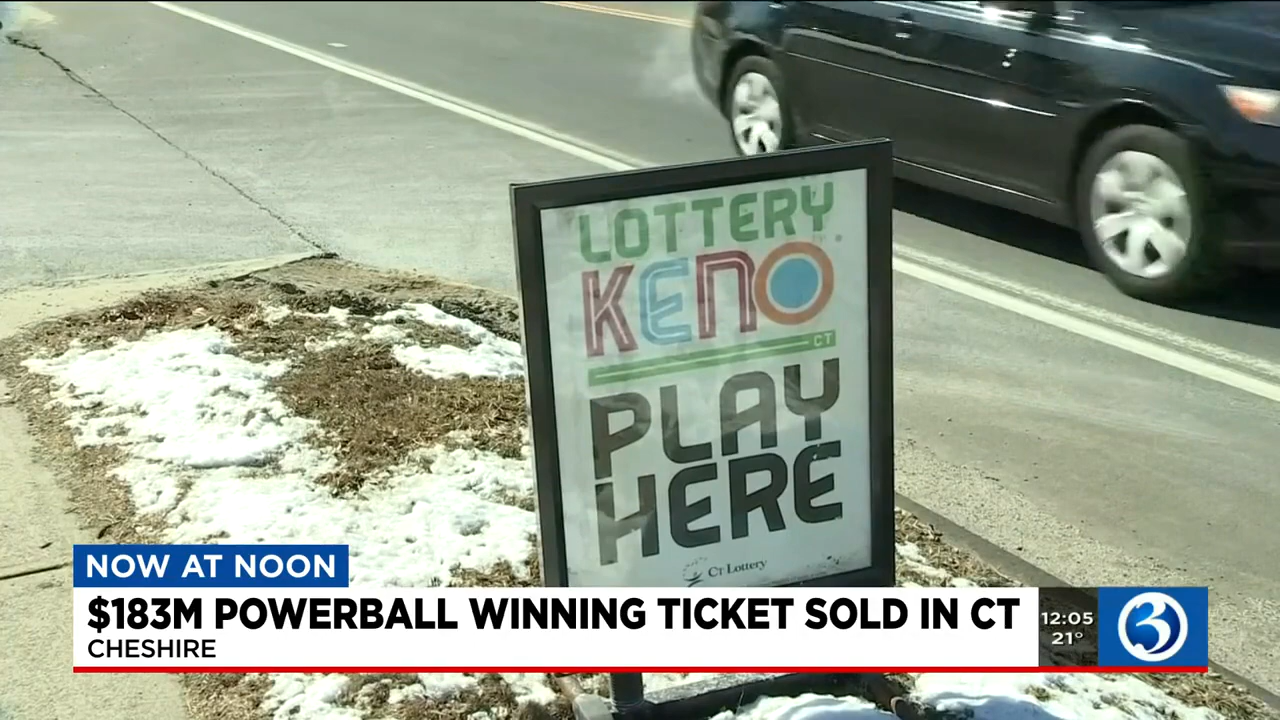 LOTTERY
KENO
CT
PLAY
HERE
CT Lottery
NOW AT NOON
$183M POWERBALL WINNING TICKET SOLD IN CT
CHESHIRE
12:05
21°
3